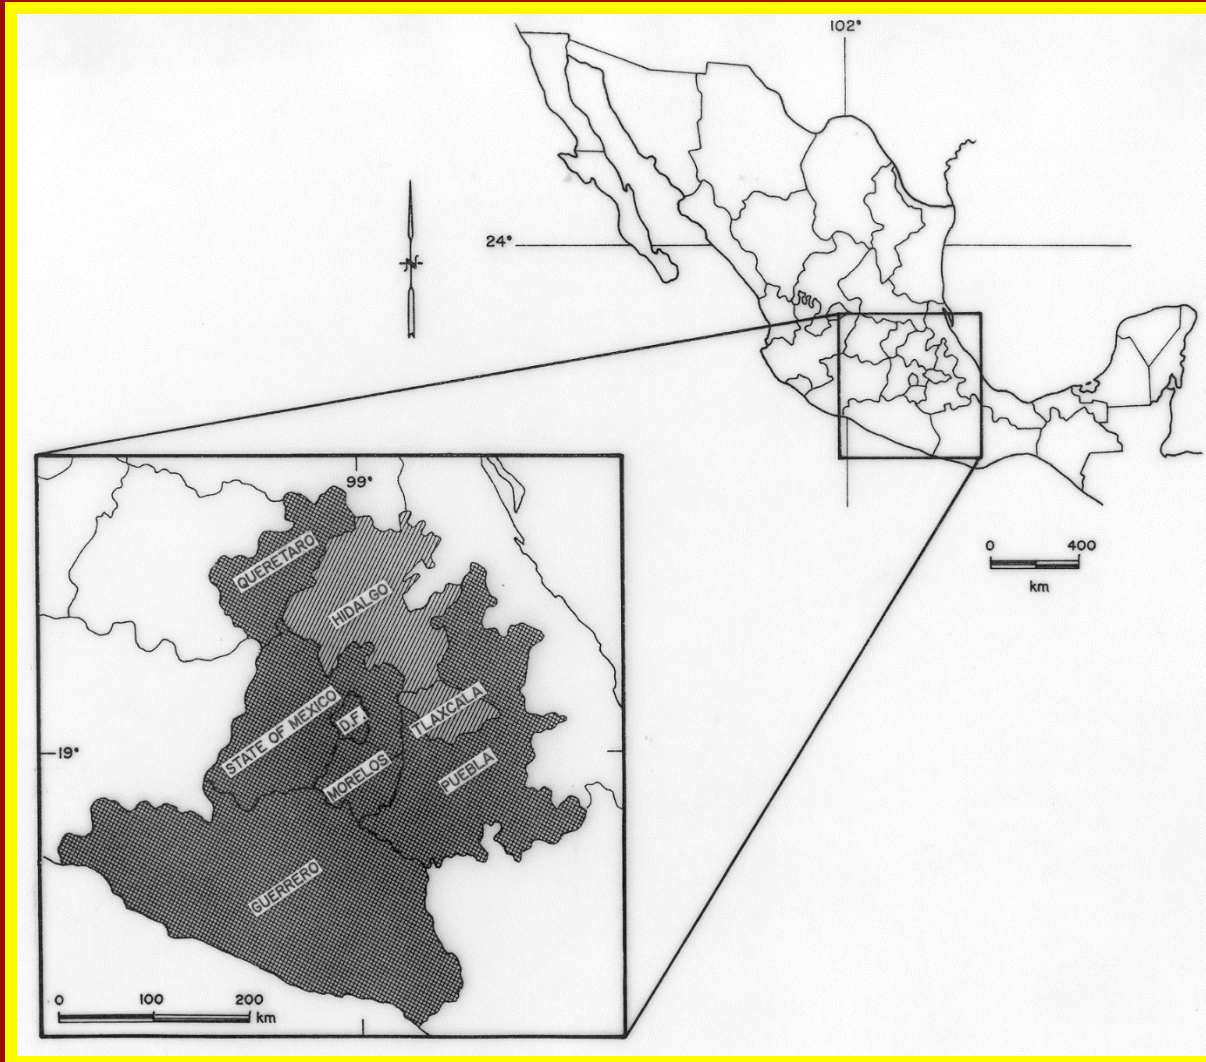 102°
24°
N
0 400
km
99°
QUERETARO
HIDALGO
TLAXCALA
STATE OF MEXICO
D.F.
MORELOS
PUEBLA
19°
GUERRERO
0 100 200
km